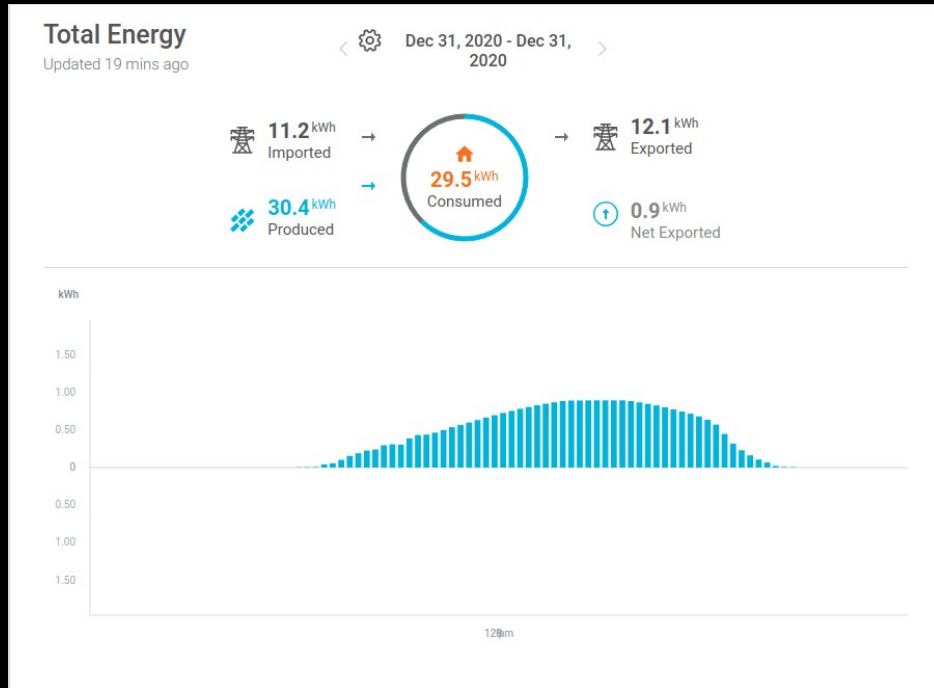 Total Energy
Updated 19 mins ago
Dec 31, 2020 - Dec 31,
2020
11.2 kWh
Imported
30.4 kWh
Produced
29.5 kWh
Consumed
12.1 kWh
Exported
0.9 kWh
Net Exported
kWh
1.50
1.00
0.50
0
0.50
1.00
1.50